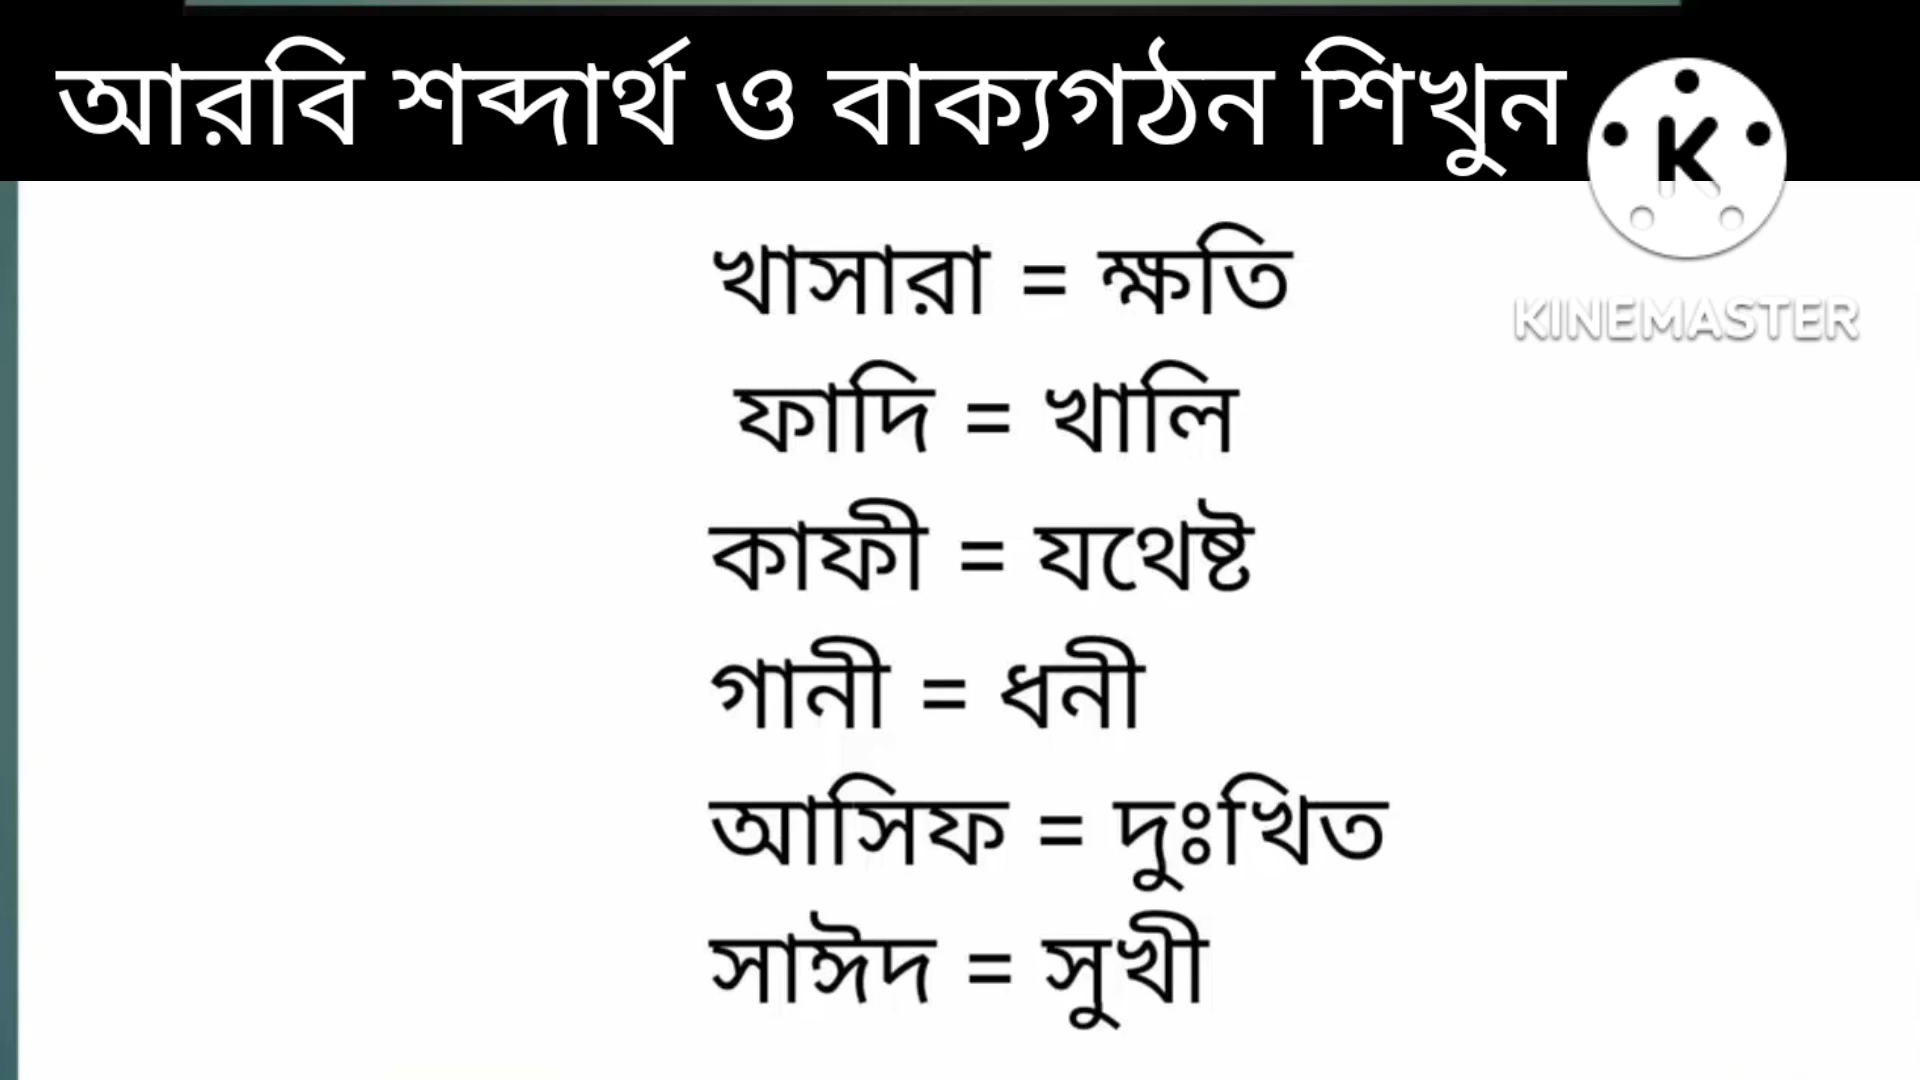 আরবি শব্দার্থ ও বাক্যগঠন শিখুন
K
KINEMASTER
খাসারা = ক্ষতি
ফাদি = খালি
কাফী = যথেষ্ট
গানী = ধনী
আসিফ = দুঃখিত
সাঈদ = সুখী